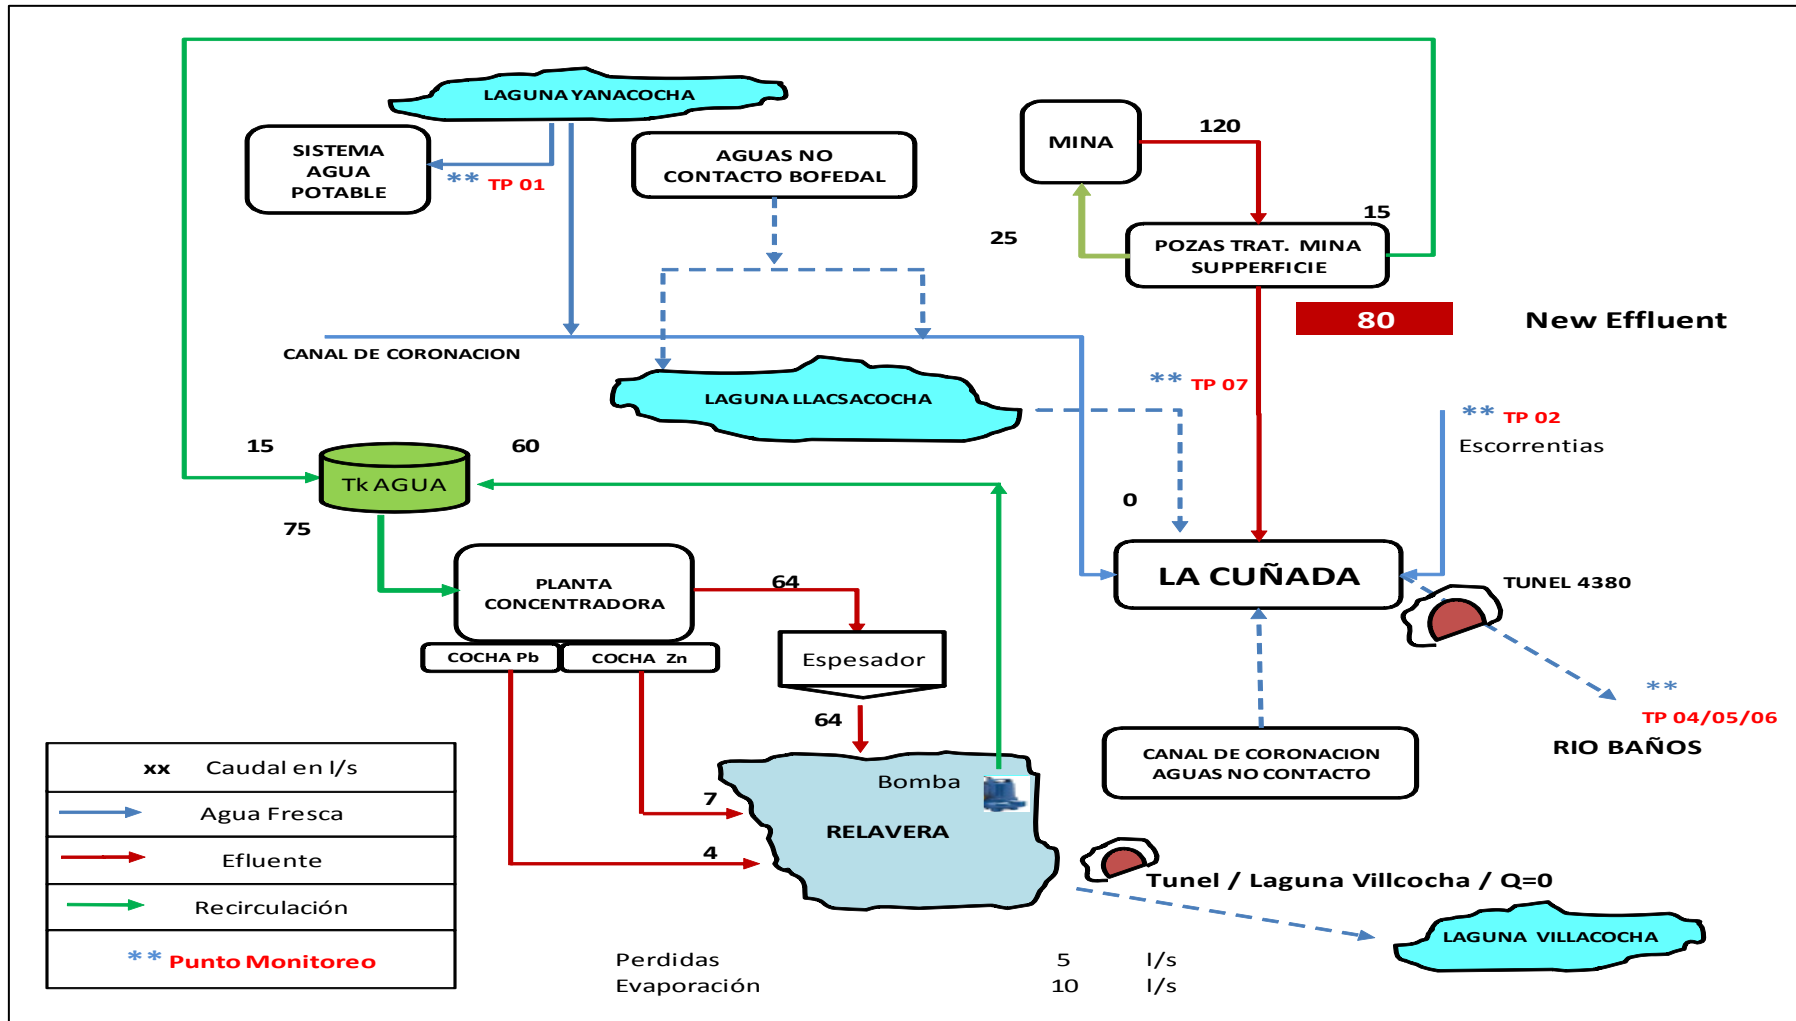 LAGUNA YANACOCHA
SISTEMA
AGUA
POTABLE
** TP 01
AGUAS NO
CONTACTO BOFEDAL
MINA
120
25
15
POZAS TRAT. MINA
SUPPERFICIE
80
New Effluent
CANAL DE CORONACION
LAGUNA LLACSACOCHA
** TP 07
** TP 02
Escorrentias
15
60
Tk AGUA
75
0
LA CUÑADA
TUNEL 4380
PLANTA
CONCENTRADORA
64
COCHA Pb
COCHA Zn
Espesador
64
**
TP 04/05/06
RIO BAÑOS
CANAL DE CORONACION
AGUAS NO CONTACTO
Bomba
7
RELAVERA
4
Tunel / Laguna Villcocha / Q=0
LAGUNA VILLACOCHA
xx Caudal en l/s
Agua Fresca
Efluente
Recirculación
** Punto Monitoreo
Perdidas 5 l/s
Evaporación 10 l/s